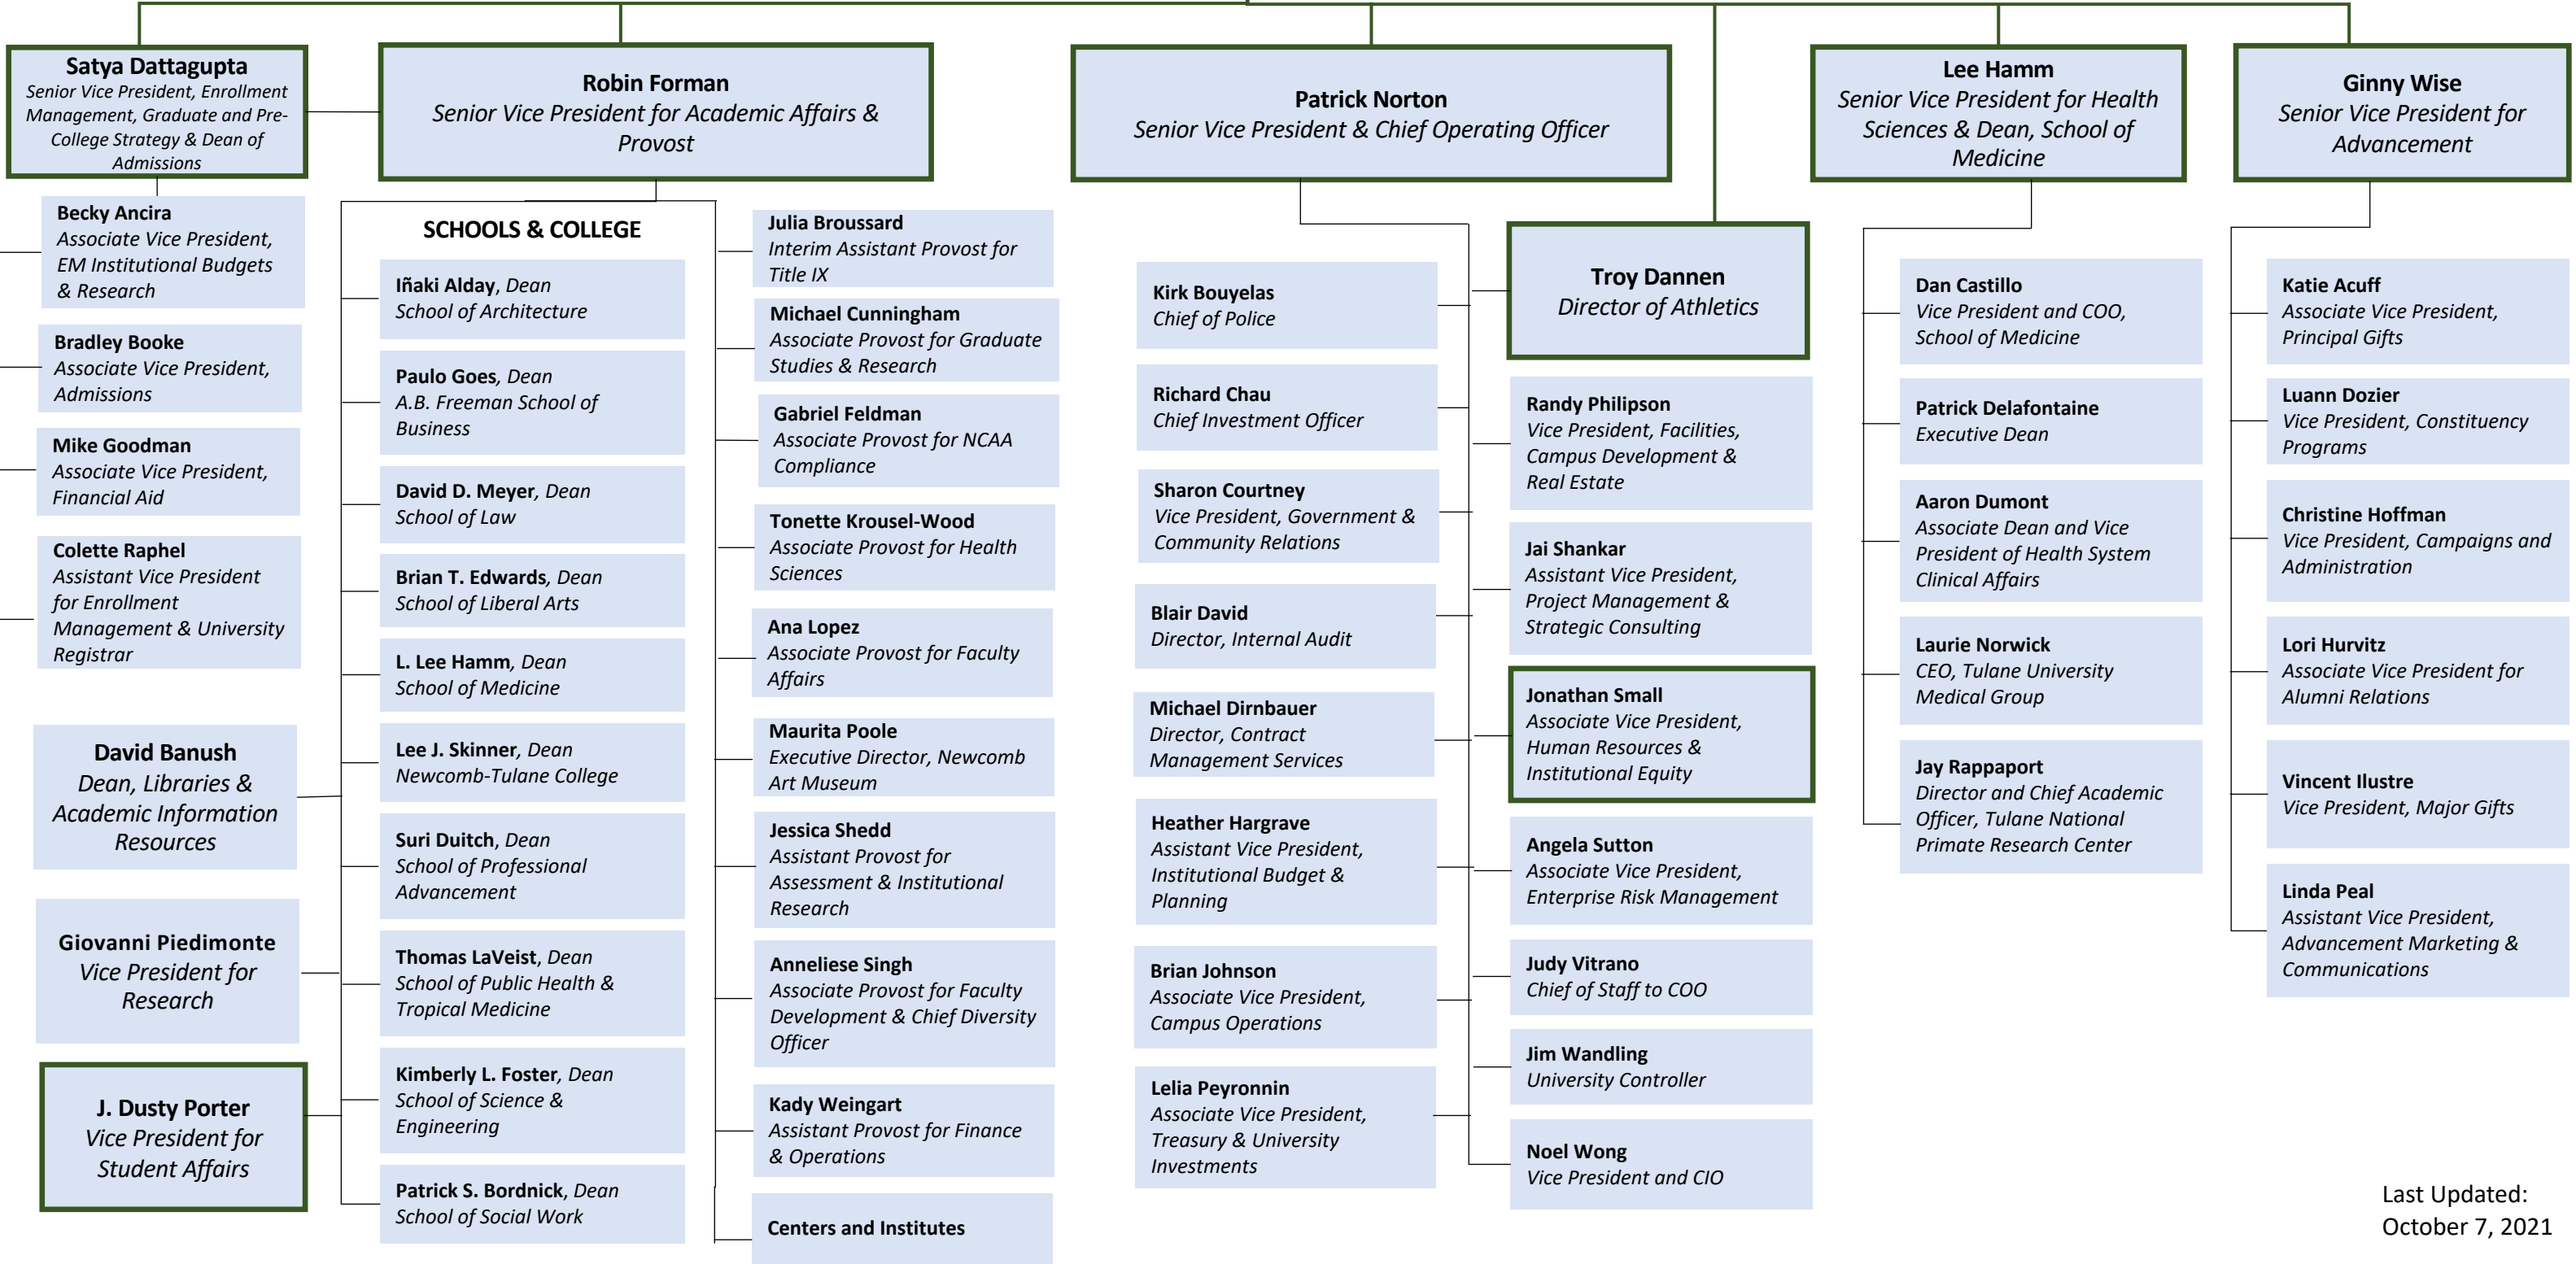 Satya Dattagupta
Senior Vice President, Enrollment
Management, Graduate and Pre-
College Strategy & Dean of
Admissions
Robin Forman
Senior Vice President for Academic Affairs &
Provost
Patrick Norton
Senior Vice President & Chief Operating Officer
Lee Hamm
Senior Vice President for Health
Sciences & Dean, School of
Medicine
Ginny Wise
Senior Vice President for
Advancement
Becky Ancira
Associate Vice President,
EM Institutional Budgets
& Research
Bradley Booke
Associate Vice President,
Admissions
Mike Goodman
Associate Vice President,
Financial Aid
Colette Raphel
Assistant Vice President
for Enrollment
Management & University
Registrar
David Banush
Dean, Libraries &
Academic Information
Resources
Giovanni Piedimonte
Vice President for
Research
J. Dusty Porter
Vice President for
Student Affairs
SCHOOLS & COLLEGE
Iñaki Alday, Dean
School of Architecture
Paulo Goes, Dean
A.B. Freeman School of
Business
David D. Meyer, Dean
School of Law
Brian T. Edwards, Dean
School of Liberal Arts
L. Lee Hamm, Dean
School of Medicine
Lee J. Skinner, Dean
Newcomb-Tulane College
Suri Duitch, Dean
School of Professional
Advancement
Thomas LaVeist, Dean
School of Public Health &
Tropical Medicine
Kimberly L. Foster, Dean
School of Science &
Engineering
Patrick S. Bordnick, Dean
School of Social Work
Julia Broussard
Interim Assistant Provost for
Title IX
Michael Cunningham
Associate Provost for Graduate
Studies & Research
Gabriel Feldman
Associate Provost for NCAA
Compliance
Tonette Krousel-Wood
Associate Provost for Health
Sciences
Ana Lopez
Associate Provost for Faculty
Affairs
Maurita Poole
Executive Director, Newcomb
Art Museum
Jessica Shedd
Assistant Provost for
Assessment & Institutional
Research
Anneliese Singh
Associate Provost for Faculty
Development & Chief Diversity
Officer
Kady Weingart
Assistant Provost for Finance
& Operations
Centers and Institutes
Kirk Bouyelas
Chief of Police
Richard Chau
Chief Investment Officer
Sharon Courtney
Vice President, Government &
Community Relations
Blair David
Director, Internal Audit
Michael Dirnbauer
Director, Contract
Management Services
Heather Hargrave
Assistant Vice President,
Institutional Budget &
Planning
Brian Johnson
Associate Vice President,
Campus Operations
Lelia Peyronnin
Associate Vice President,
Treasury & University
Investments
Troy Dannen
Director of Athletics
Randy Philipson
Vice President, Facilities,
Campus Development &
Real Estate
Jai Shankar
Assistant Vice President,
Project Management &
Strategic Consulting
Jonathan Small
Associate Vice President,
Human Resources &
Institutional Equity
Angela Sutton
Associate Vice President,
Enterprise Risk Management
Judy Vitrano
Chief of Staff to COO
Jim Wandling
University Controller
Noel Wong
Vice President and CIO
Dan Castillo
Vice President and COO,
School of Medicine
Patrick Delafontaine
Executive Dean
Aaron Dumont
Associate Dean and Vice
President of Health System
Clinical Affairs
Laurie Norwick
CEO, Tulane University
Medical Group
Jay Rappaport
Director and Chief Academic
Officer, Tulane National
Primate Research Center
Katie Acuff
Associate Vice President,
Principal Gifts
Luann Dozier
Vice President, Constituency
Programs
Christine Hoffman
Vice President, Campaigns and
Administration
Lori Hurvitz
Associate Vice President for
Alumni Relations
Vincent Ilustre
Vice President, Major Gifts
Linda Peal
Assistant Vice President,
Advancement Marketing &
Communications
Last Updated:
October 7, 2021